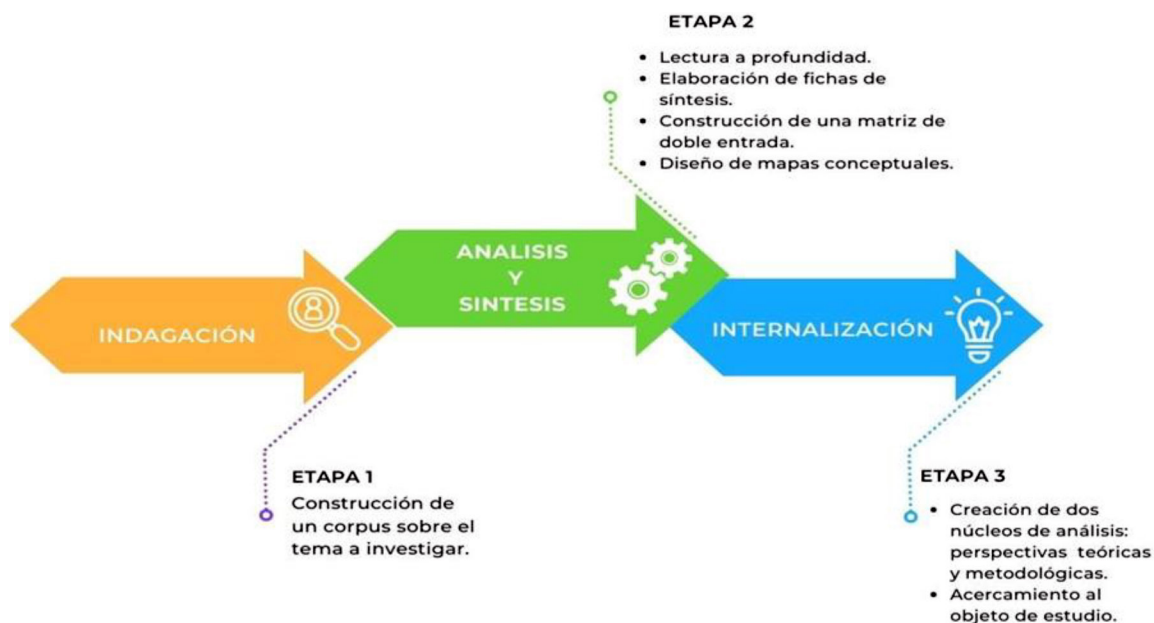 ETAPA 2
• Lectura a profundidad.
• Elaboración de fichas de
síntesis.
• Construcción de una matriz de
doble entrada.
• Diseño de mapas conceptuales.
INDAGACIÓN
ANALISIS
Y
SINTESIS
INTERNALIZACIÓN
ETAPA 1
Construcción de
un corpus sobre el
tema a investigar.
ETAPA 3
• Creación de dos
núcleos de análisis:
perspectivas teóricas
y metodológicas.
• Acercamiento al
objeto de estudio.